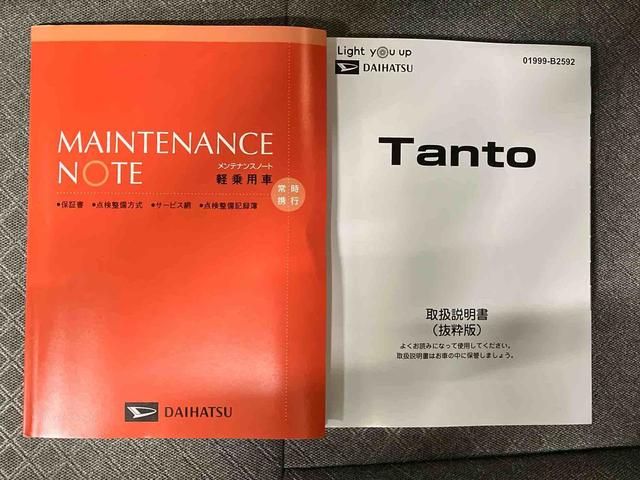 MAINTENANCE
NOTE
メンテナンスノート
軽乗用車
常時
携行
●保証書 ●点検整備方式 ●サービス網 ●点検整備記録簿
DAIHATSU
Light you up
DAIHATSU
01999-B2592
Tanto
取扱説明書
（抜粋版）
よくお読みになって使用してください。
取扱説明書はお車の中に保管しましょう。